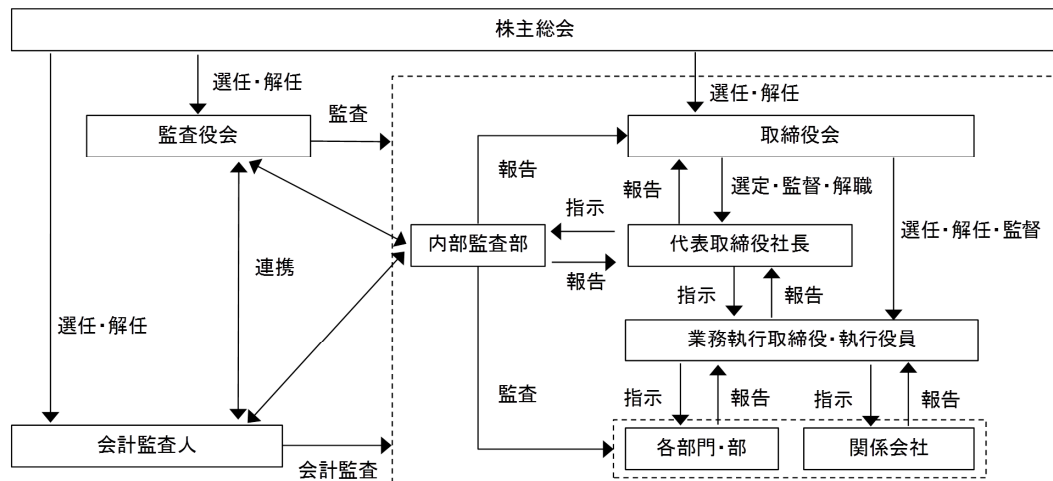 株主総会
選任・解任
選任・解任
監査
監査役会
取締役会
報告
報告
選定・監督・解職
指示
内部監査部
代表取締役社長
選任・解任・監督
連携
報告
指示
報告
選任・解任
業務執行取締役・執行役員
監査
指示
報告
指示
報告
会計監査人
各部門・部
関係会社
会計監査